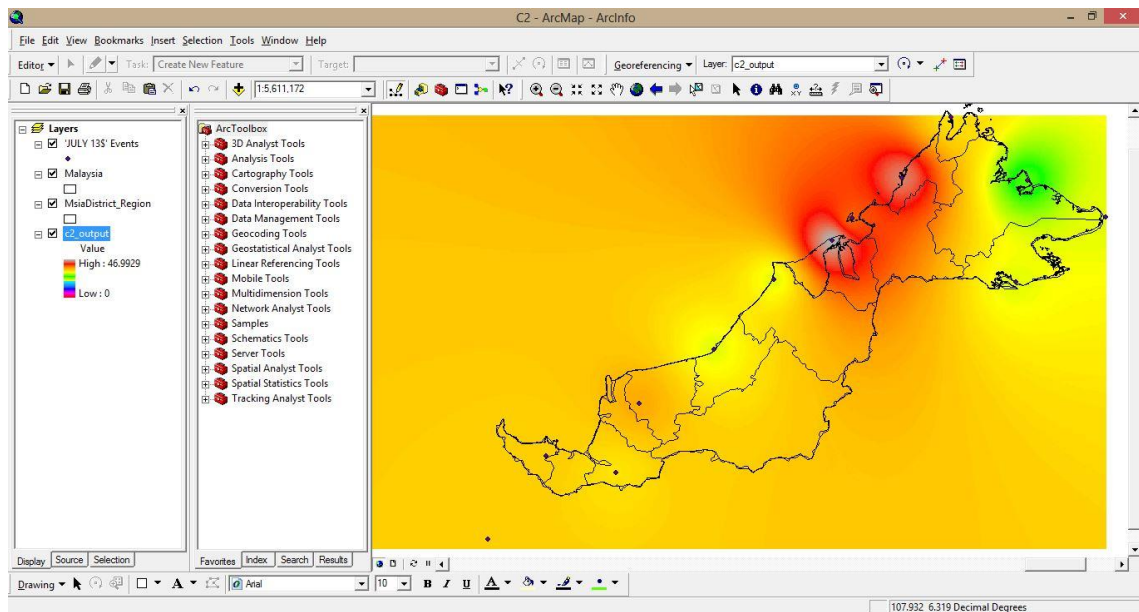 C2 - ArcMap - ArcInfo
File Edit View Bookmarks Insert Selection Tools Window Help
Editor Task: Create New Feature Target: Georeferencing Layer: c2_output
1:5,611,172
Layers
'JULY 13$' Events
Malaysia
MsiaDistrict_Region
c2_output
Value
High : 46.9929
Low : 0
Display Source Selection
ArcToolbox
3D Analyst Tools
Analysis Tools
Cartography Tools
Conversion Tools
Data Interoperability Tools
Data Management Tools
Geocoding Tools
Geostatistical Analyst Tools
Linear Referencing Tools
Mobile Tools
Multidimension Tools
Network Analyst Tools
Samples
Schematics Tools
Server Tools
Spatial Analyst Tools
Spatial Statistics Tools
Tracking Analyst Tools
Favorites Index Search Results
Drawing A Arial 10 B I U A
107.932 6.319 Decimal Degrees